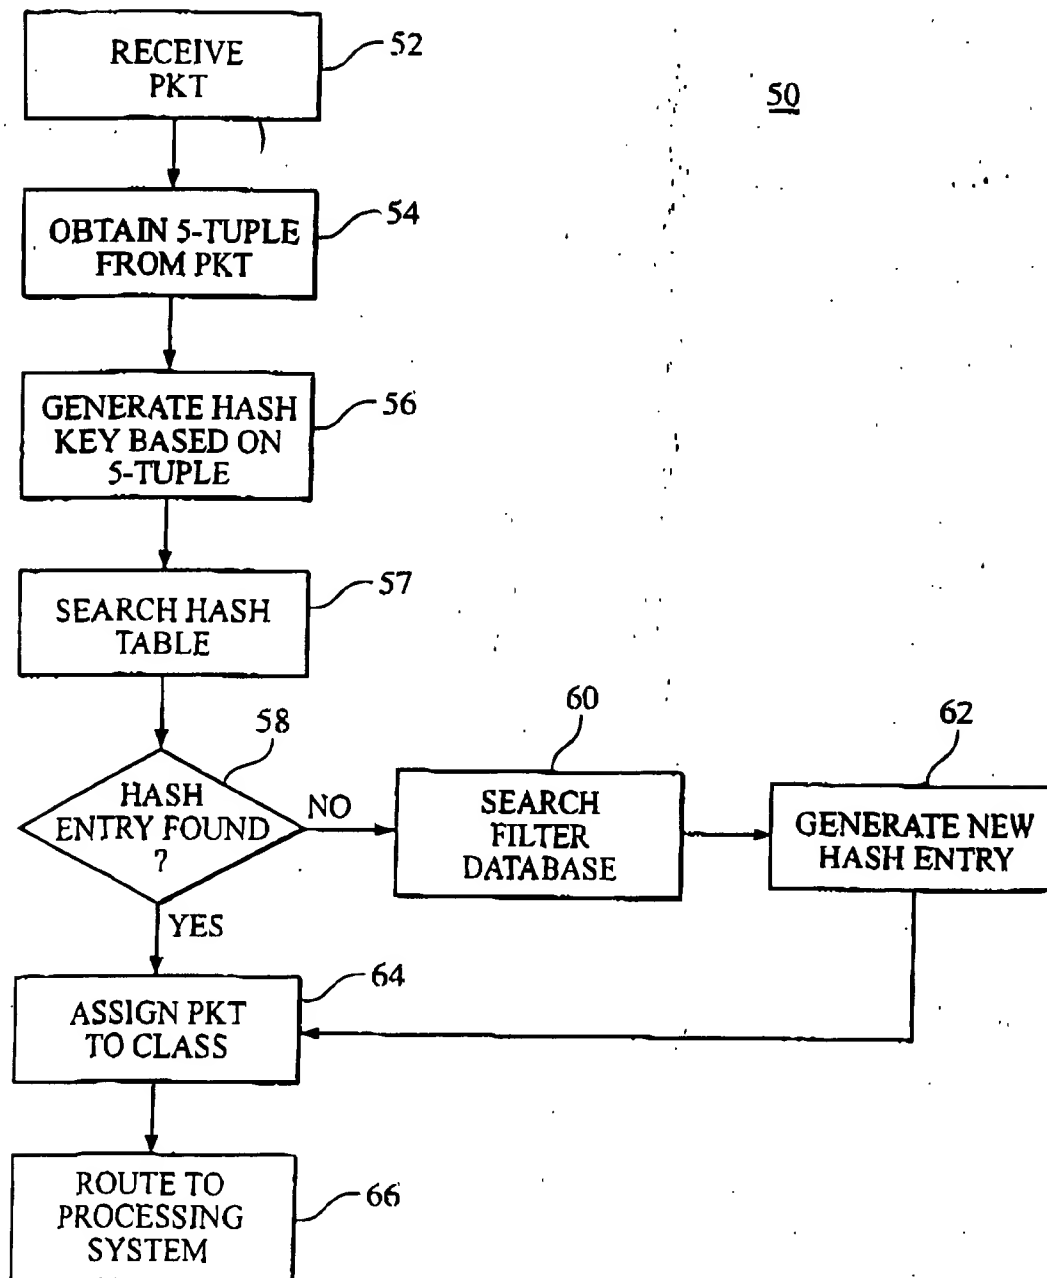 RECEIVE
PKT
52
50
OBTAIN 5-TUPLE
FROM PKT
54
GENERATE HASH
KEY BASED ON
5-TUPLE
56
SEARCH HASH
TABLE
57
HASH
ENTRY FOUND
?
58
NO
YES
SEARCH
FILTER
DATABASE
60
GENERATE NEW
HASH ENTRY
62
ASSIGN PKT
TO CLASS
64
ROUTE TO
PROCESSING
SYSTEM
66